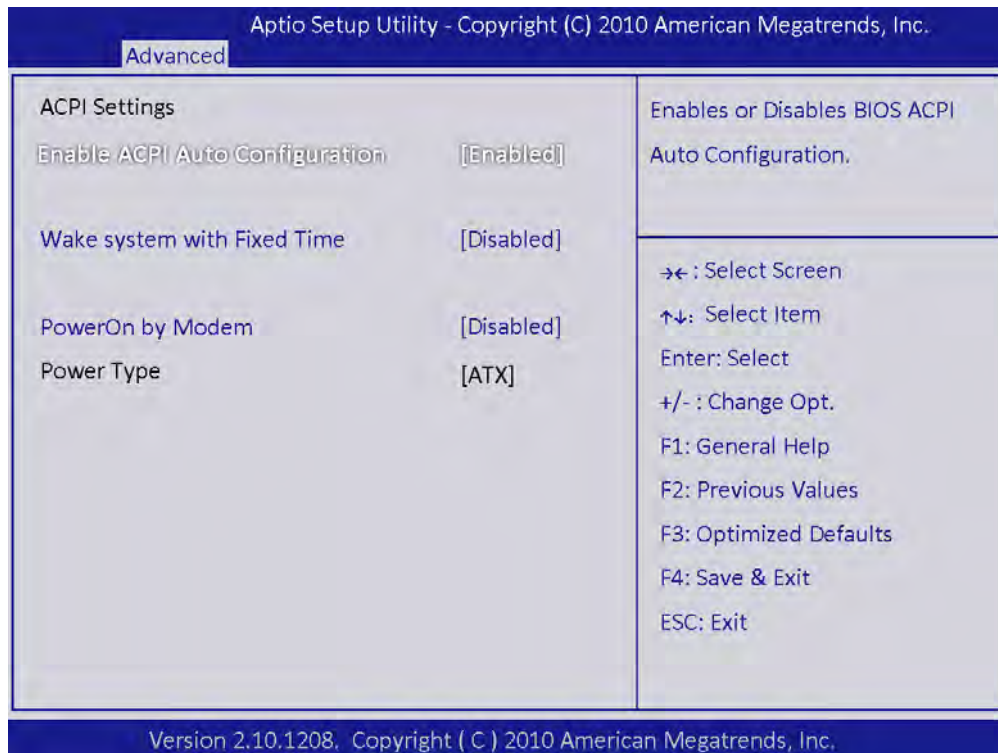 Aptio Setup Utility - Copyright (C) 2010 American Megatrends, Inc.
Advanced
ACPI Settings
Enable ACPI Auto Configuration [Enabled]
Wake system with Fixed Time [Disabled]
PowerOn by Modem [Disabled]
Power Type [ATX]
Enables or Disables BIOS ACPI
Auto Configuration.
→←: Select Screen
↑↓: Select Item
Enter: Select
+/- : Change Opt.
F1: General Help
F2: Previous Values
F3: Optimized Defaults
F4: Save & Exit
ESC: Exit
Version 2.10.1208. Copyright ( C ) 2010 American Megatrends, Inc.